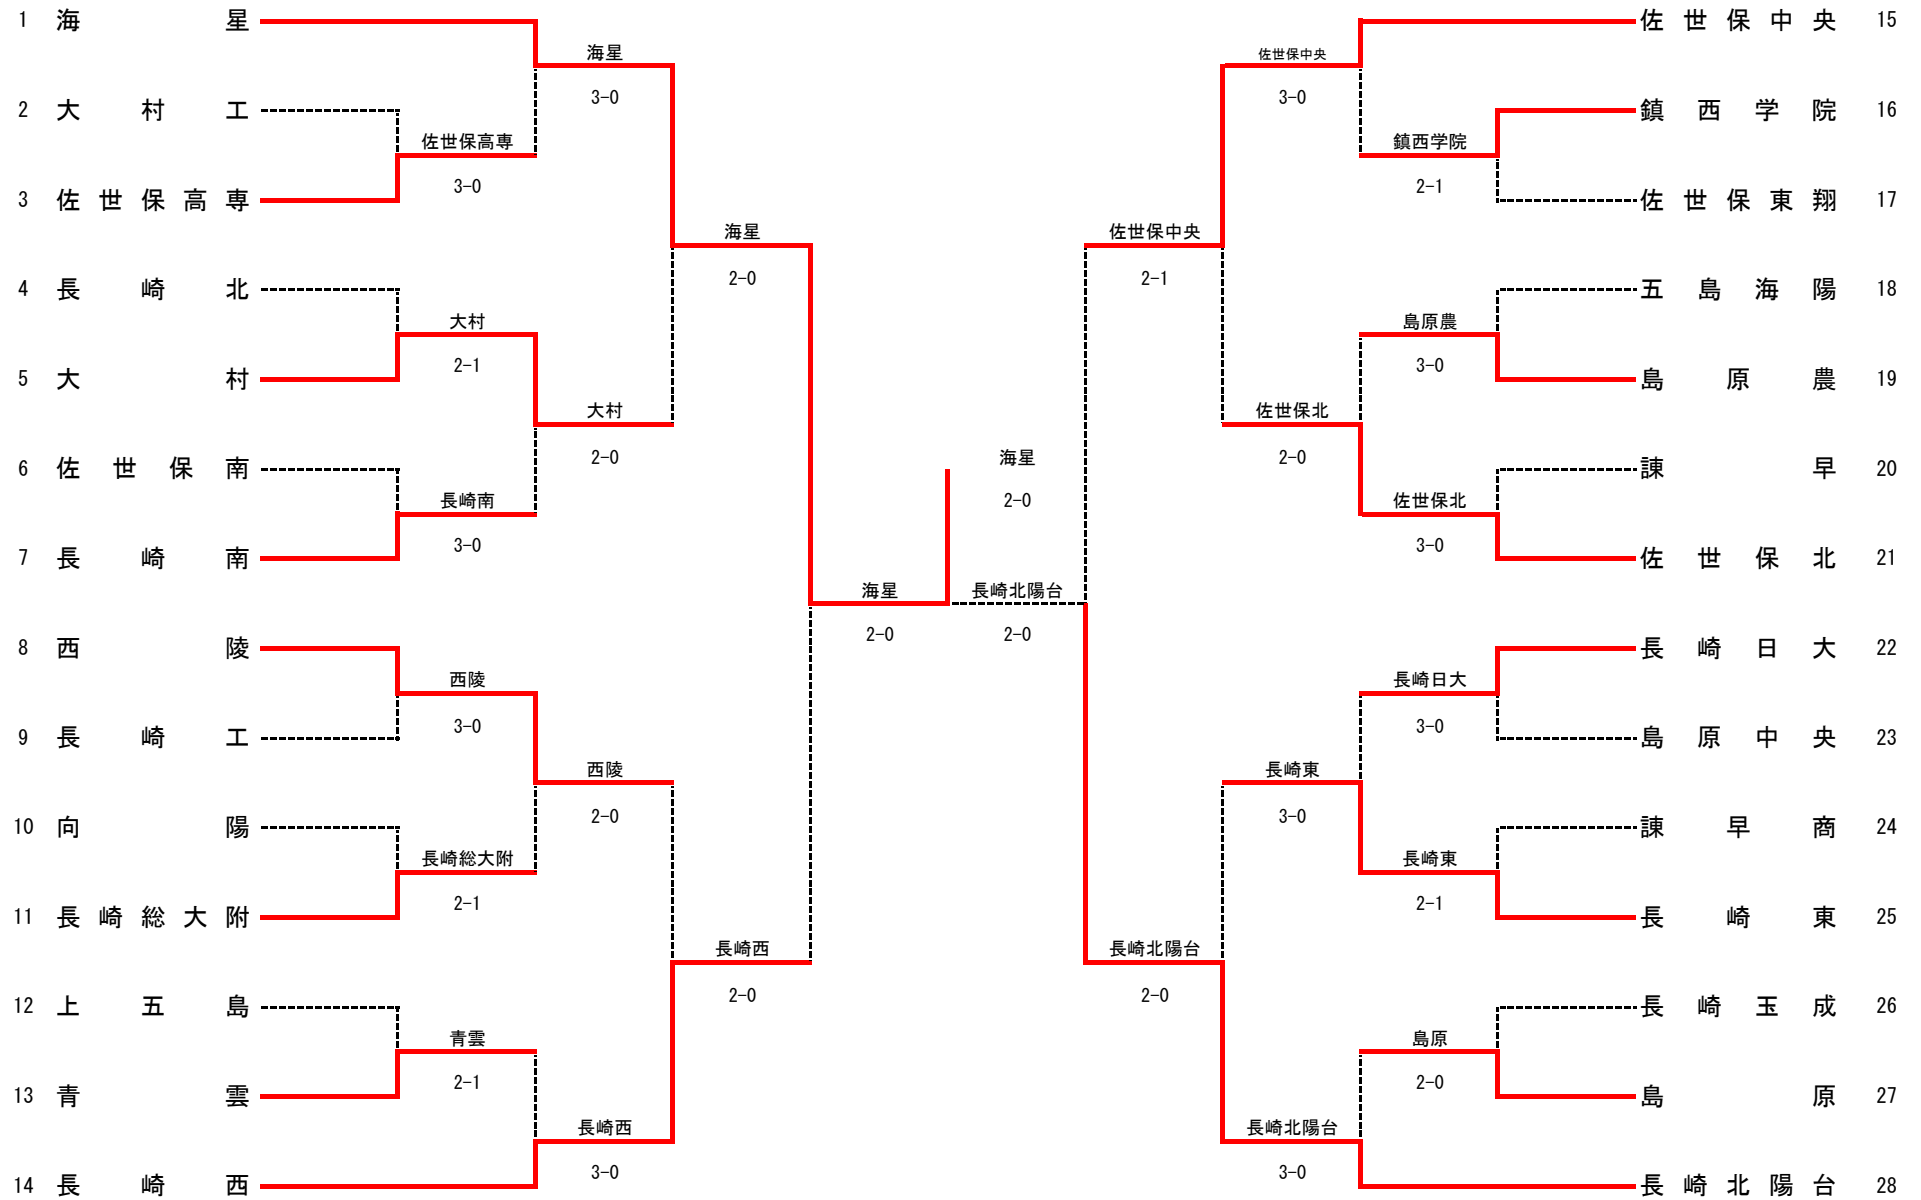 1 海星
海星
3-0
2 大村工
佐世保高専
3-0
3 佐世保高専
海星
2-0
4 長崎北
大村
2-1
5 大村
大村
2-0
6 佐世保南
長崎南
3-0
7 長崎南
海星
2-0
8 西陵
西陵
3-0
9 長崎工
西陵
2-0
10 向陽
長崎総大附
2-1
11 長崎総大附
長崎西
2-0
12 上五島
青雲
2-1
13 青雲
長崎西
3-0
14 長崎西
海星
2-0
長崎北陽台
2-0
佐世保中央 15
佐世保中央
3-0
鎮西学院 16
鎮西学院
2-1
佐世保東翔 17
佐世保中央
2-1
五島海陽 18
島原農
3-0
島原農 19
佐世保北
2-0
諫早 20
佐世保北
3-0
佐世保北 21
長崎日大 22
長崎日大
3-0
島原中央 23
長崎東
3-0
諫早商 24
長崎東
2-1
長崎東 25
長崎北陽台
2-0
長崎玉成 26
島原
2-0
島原 27
長崎北陽台
3-0
長崎北陽台 28